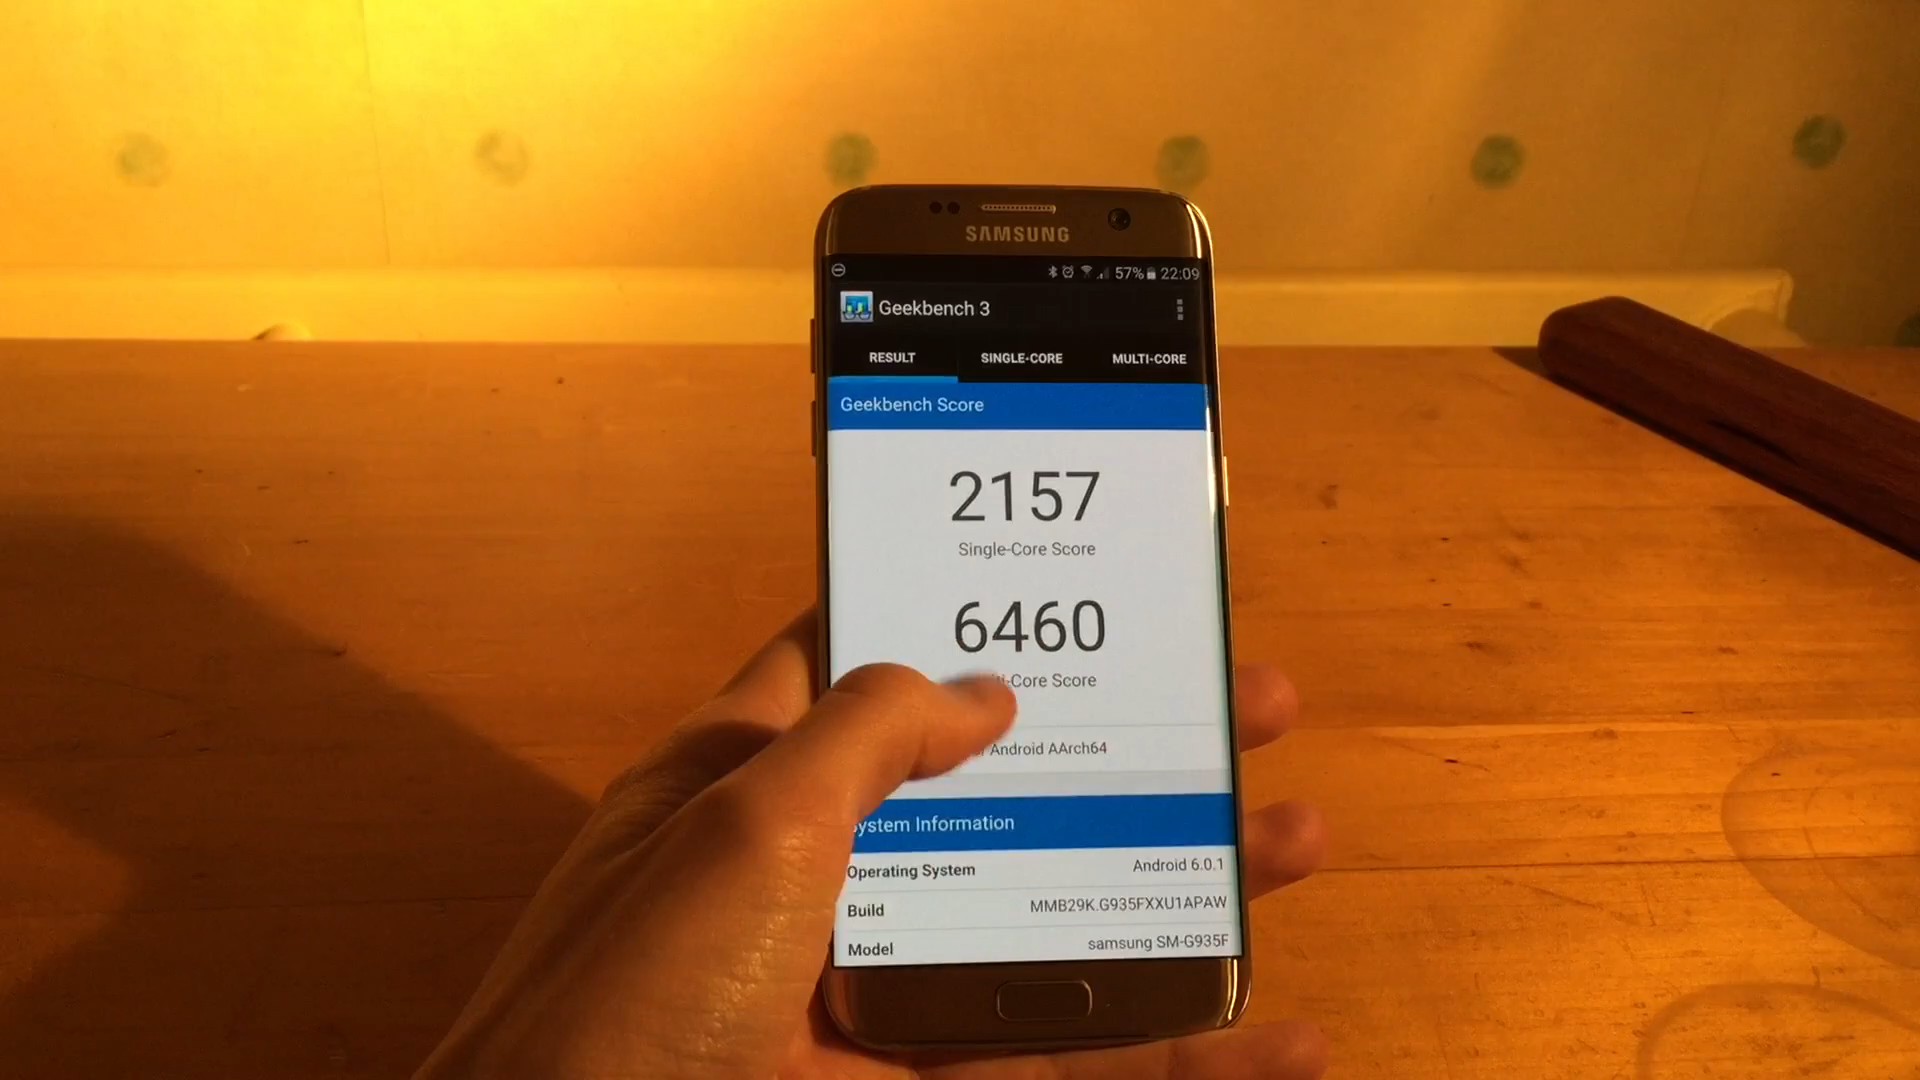 SAMSUNG
57% 22:09
Geekbench 3
RESULT SINGLE-CORE MULTI-CORE
Geekbench Score
2157
Single-Core Score
6460
-Core Score
Android AArch64
ystem Information
Operating System Android 6.0.1
Build MMB29K.G935FXXU1APAW
Model samsung SM-G935F